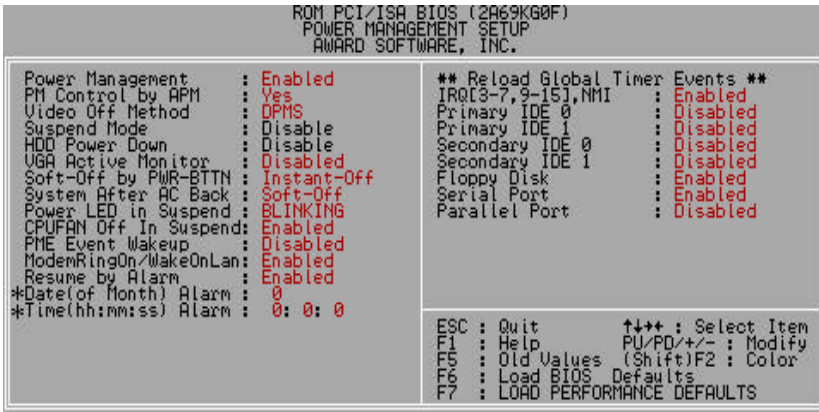 ROM PCI/ISA BIOS (2A69KG0F)
POWER MANAGEMENT SETUP
AWARD SOFTWARE, INC.
Power Management : Enabled
PM Control by APM : Yes
Video Off Method : DPMS
Suspend Mode : Disable
HDD Power Down : Disable
VGA Active Monitor : Disabled
Soft-Off by PWR-BTTN : Instant-Off
System After AC Back : Soft-Off
Power LED in Suspend : BLINKING
CPUFAN Off In Suspend: Enabled
PME Event Wakeup : Disabled
ModemRingOn/WakeOnLan: Enabled
Resume by Alarm : Enabled
*Date(of Month) Alarm : 0
*Time(hh:mm:ss) Alarm : 0: 0: 0
** Reload Global Timer Events **
IRQ[3-7,9-15],NMI : Enabled
Primary IDE 0 : Disabled
Primary IDE 1 : Disabled
Secondary IDE 0 : Disabled
Secondary IDE 1 : Disabled
Floppy Disk : Enabled
Serial Port : Enabled
Parallel Port : Disabled
ESC : Quit ↑↓→← : Select Item
F1 : Help PU/PD/+/- : Modify
F5 : Old Values (Shift)F2 : Color
F6 : Load BIOS Defaults
F7 : LOAD PERFORMANCE DEFAULTS